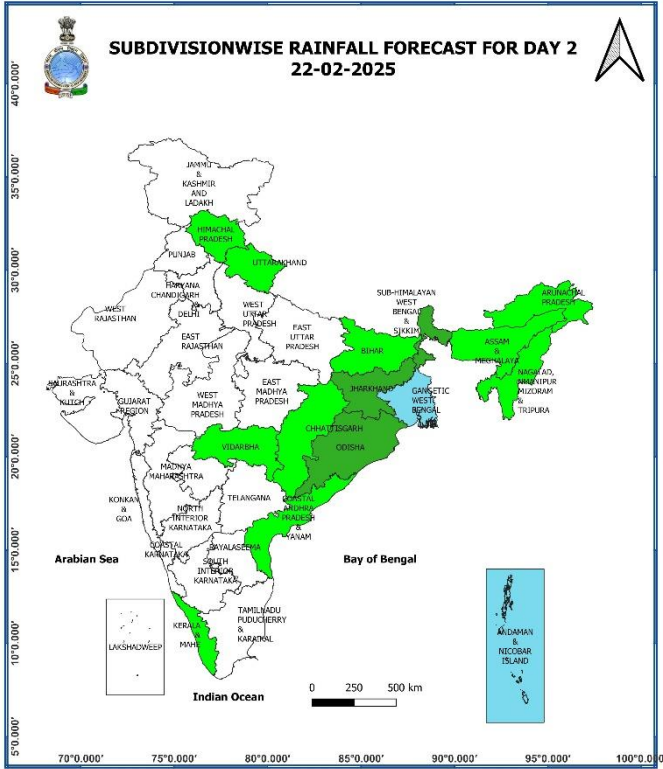 SUBDIVISIONWISE RAINFALL FORECAST FOR DAY 2
22-02-2025
40°0.000'
35°0.000'
30°0.000'
25°0.000'
20°0.000'
15°0.000'
10°0.000'
5°0.000'
JAMMU
&
KASHMIR
AND
LADAKH
HIMACHAL
PRADESH
PUNJAB
UTTARAKHAND
HARYANA
CHANDIGARH
&
DELHI
WEST
RAJASTHAN
WEST
UTTAR
PRADESH
EAST
RAJASTHAN
EAST
UTTAR
PRADESH
SUB-HIMALAYAN
WEST
BENGAL
&
SIKKIM
ARUNACHAL
PRADESH
ASSAM
&
MEGHALAYA
NAGALAD,
MANIPUR
MIZORAM
&
TRIPURA
BIHAR
JHARKHAND
GANGETIC
WEST
BENGAL
SAURASHTRA
&
KUTCH
GUJARAT
REGION
WEST
MADHYA
PRADESH
EAST
MADHYA
PRADESH
CHHATTISGARH
ODISHA
VIDARBHA
MADHYA
MAHARASHTRA
TELANGANA
COASTAL
ANDHRA
PRADESH
&
YANAM
KONKAN
&
GOA
NORTH
INTERIOR
KARNATAKA
COASTAL
KARNATAKA
RAYALASEEMA
SOUTH
INTERIOR
KARNATAKA
Arabian Sea
Bay of Bengal
KERALA
&
MAHE
TAMILNADU
PUDUCHERRY
&
KARAIKAL
LAKSHADWEEP
ANDAMAN
&
NICOBAR
ISLAND
Indian Ocean
0 250 500 km
70°0.000' 75°0.000' 80°0.000' 85°0.000' 90°0.000' 95°0.000' 100°0.000'